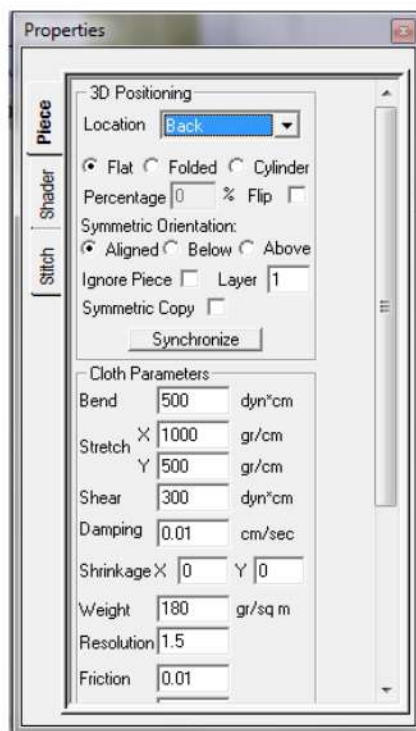 Properties
Piece
Shader
Stitch
3D Positioning
Location Back
Flat Folded Cylinder
Percentage 0 % Flip
Symmetric Orientation:
Aligned Below Above
Ignore Piece Layer 1
Symmetric Copy
Synchronize
Cloth Parameters
Bend 500 dyn*cm
Stretch X 1000 gr/cm
Y 500 gr/cm
Shear 300 dyn*cm
Damping 0.01 cm/sec
Shrinkage X 0 Y 0
Weight 180 gr/sq m
Resolution 1.5
Friction 0.01